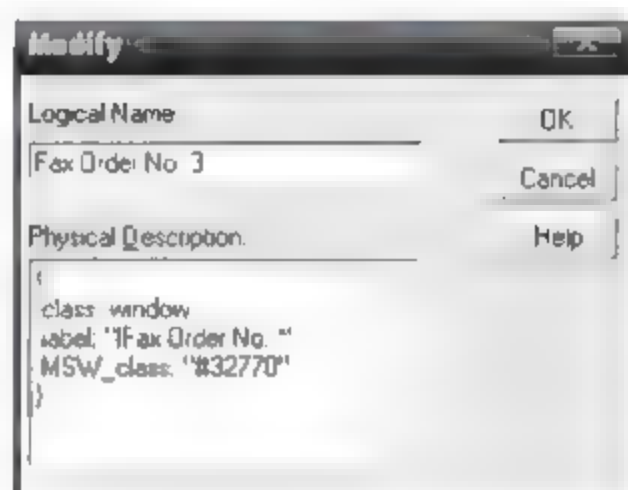 Modify
Logical Name
OK
Fax Order No. 3
Cancel
Physical Description:
Help
{
class: window
label: "!Fax Order No. *"
MSW_class: "#32770"
}